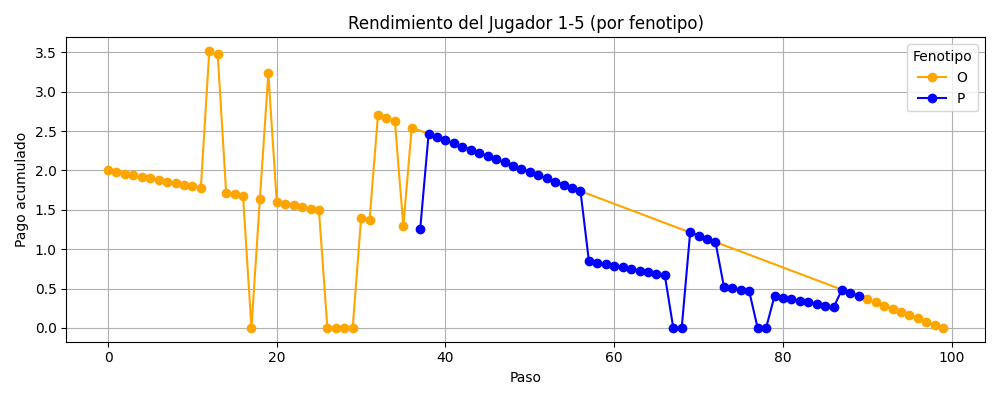 Rendimiento del Jugador 1-5 (por fenotipo)
Pago acumulado
3.5
3.0
2.5
2.0
1.5
1.0
0.5
0.0
Fenotipo
O
P
0 20 40 60 80 100
Paso